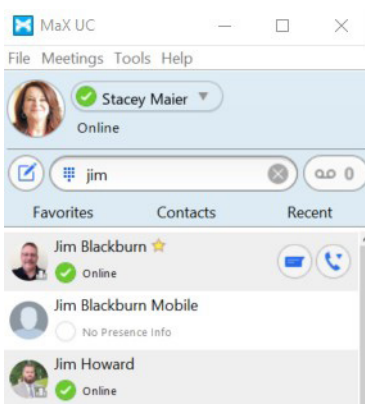 MaX UC
File Meetings Tools Help
Stacey Maier
Online
jim
0
Favorites Contacts Recent
Jim Blackburn
Online
Jim Blackburn Mobile
No Presence Info
Jim Howard
Online